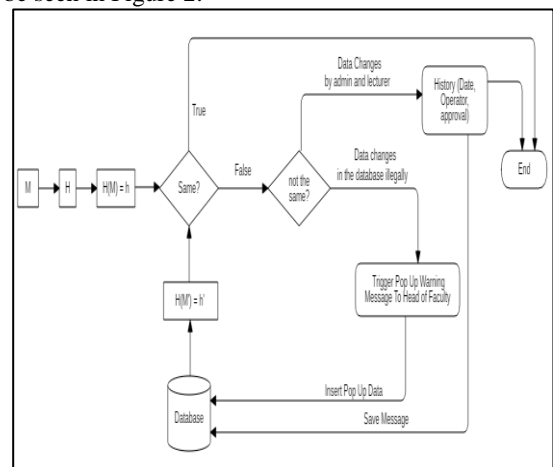 be seen in Figure 2.
Data Changes
by admin and lecturer
History (Date,
Operator,
approval)
True
False
Data changes
in the database illegally
End
M
H
H(M) = h
Same?
not the
same?
H(M') = h'
Trigger Pop Up Warning
Message To Head of Faculty
Insert Pop Up Data
Save Message
Database